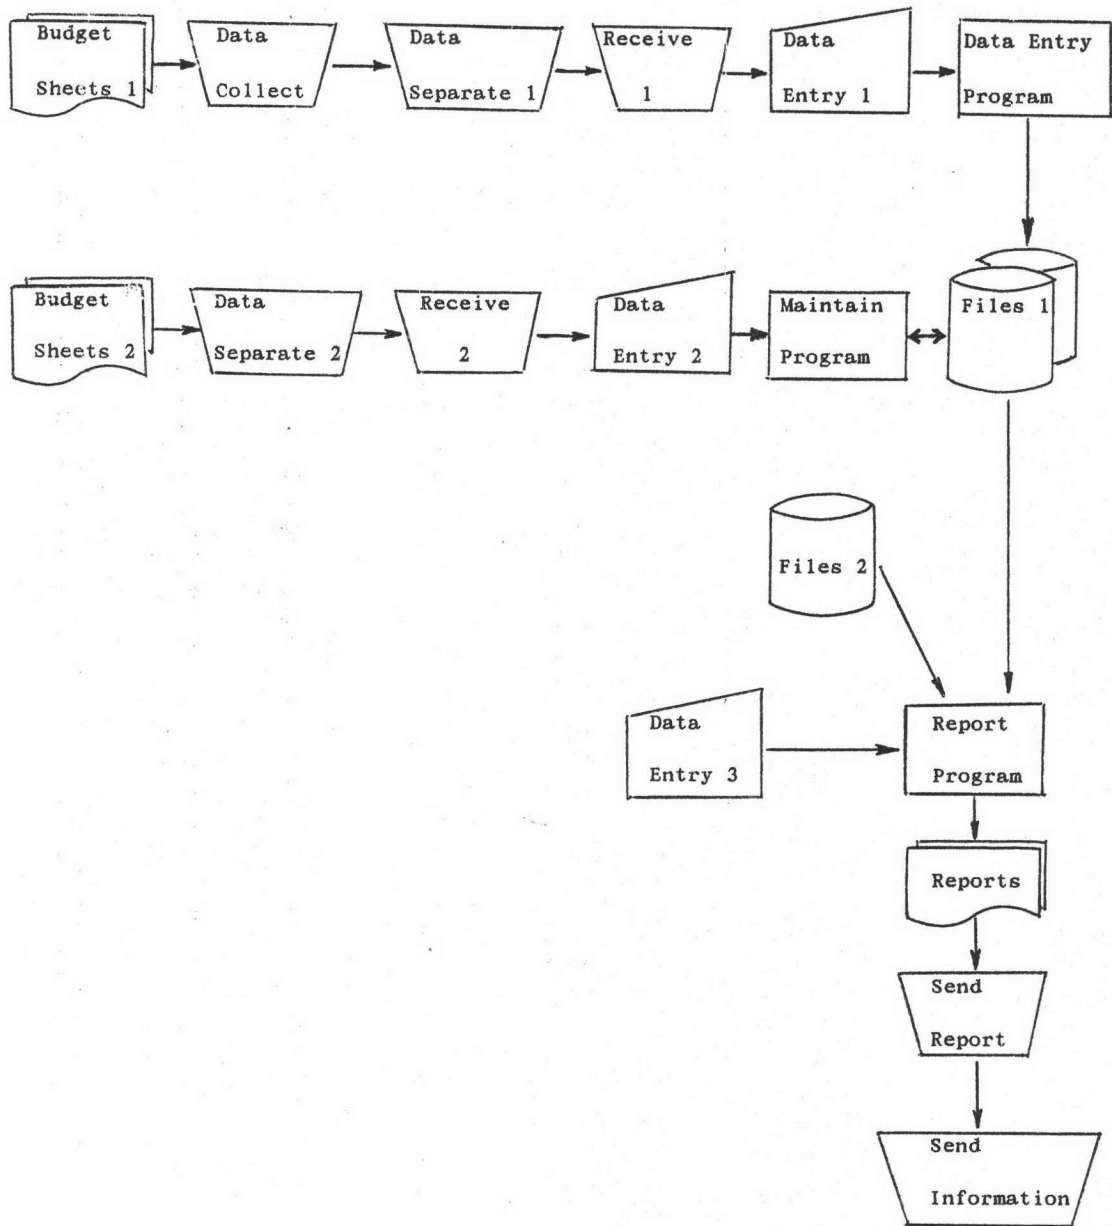 Budget
Sheets 1
Data
Collect
Data
Separate 1
Receive
1
Data
Entry 1
Data Entry
Program
Budget
Sheets 2
Data
Separate 2
Receive
2
Data
Entry 2
Maintain
Program
Files 1
Files 2
Data
Entry 3
Report
Program
Reports
Send
Report
Send
Information